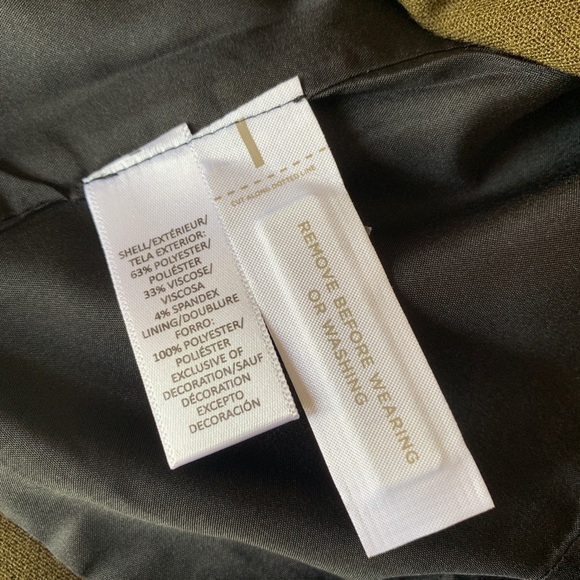 SHELL/EXTÉRIEUR/
TELA EXTERIOR:
63% POLYESTER/
POLIÉSTER
33% VISCOSE/
VISCOSA
4% SPANDEX
LINING/DOUBLURE
FORRO:
100% POLYESTER/
POLIÉSTER
EXCLUSIVE OF
DECORATION/SAUF
DÉCORATION
EXCEPTO
DECORACIÓN
CUT ALONG DOTTED LINE
REMOVE BEFORE WEARING
OR WASHING